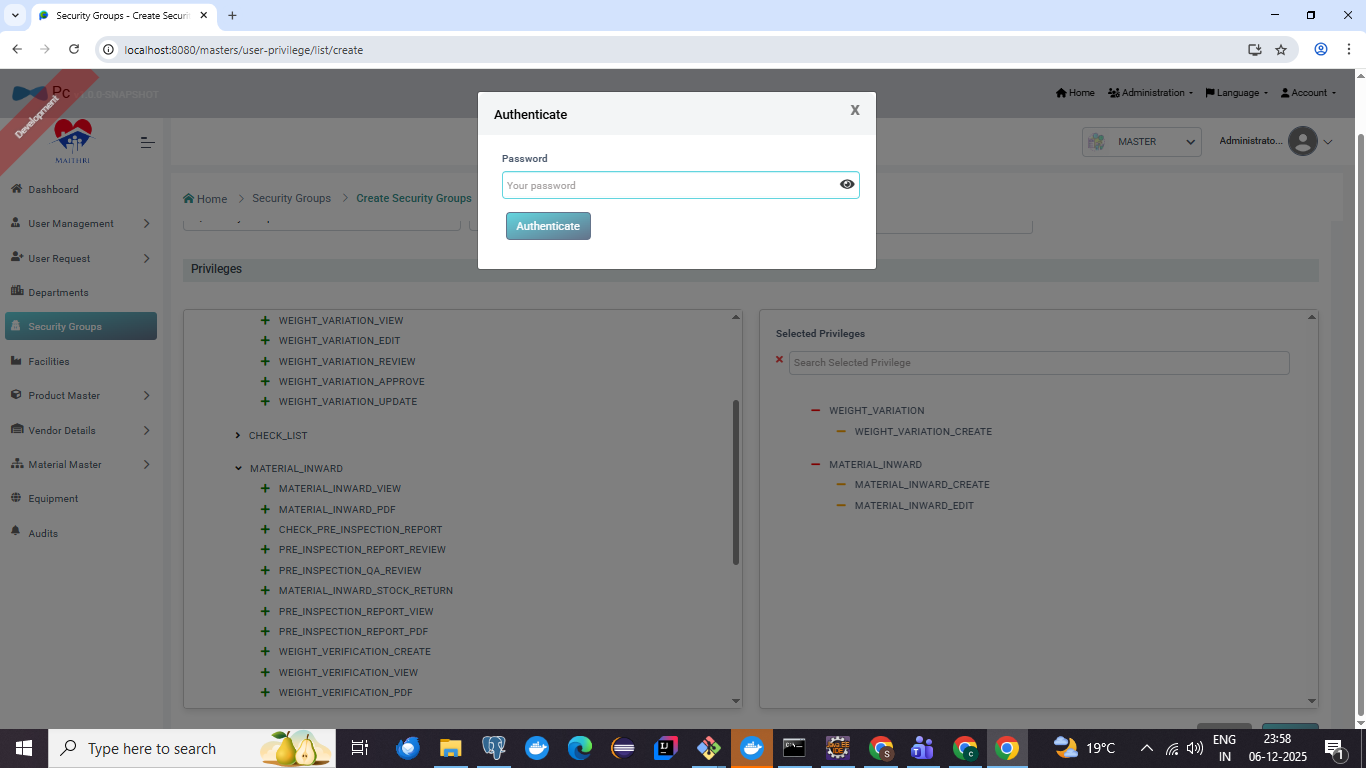 Security Groups - Create Securi
localhost:8080/masters/user-privilege/list/create
Pc
.0.0-SNAPSHOT
Development
Home
Administration
Language
Account
MAITHRI
MASTER
Administrato...
Dashboard
User Management
User Request
Departments
Security Groups
Facilities
Product Master
Vendor Details
Material Master
Equipment
Audits
Home
Security Groups
Create Security Groups
Authenticate
X
Password
Your password
Authenticate
Privileges
WEIGHT_VARIATION_VIEW
WEIGHT_VARIATION_EDIT
WEIGHT_VARIATION_REVIEW
WEIGHT_VARIATION_APPROVE
WEIGHT_VARIATION_UPDATE
CHECK_LIST
MATERIAL_INWARD
MATERIAL_INWARD_VIEW
MATERIAL_INWARD_PDF
CHECK_PRE_INSPECTION_REPORT
PRE_INSPECTION_REPORT_REVIEW
PRE_INSPECTION_QA_REVIEW
MATERIAL_INWARD_STOCK_RETURN
PRE_INSPECTION_REPORT_VIEW
PRE_INSPECTION_REPORT_PDF
WEIGHT_VERIFICATION_CREATE
WEIGHT_VERIFICATION_VIEW
WEIGHT_VERIFICATION_PDF
Selected Privileges
Search Selected Privilege
WEIGHT_VARIATION
WEIGHT_VARIATION_CREATE
MATERIAL_INWARD
MATERIAL_INWARD_CREATE
MATERIAL_INWARD_EDIT
Type here to search
19°C
ENG
IN
23:58
06-12-2025
1